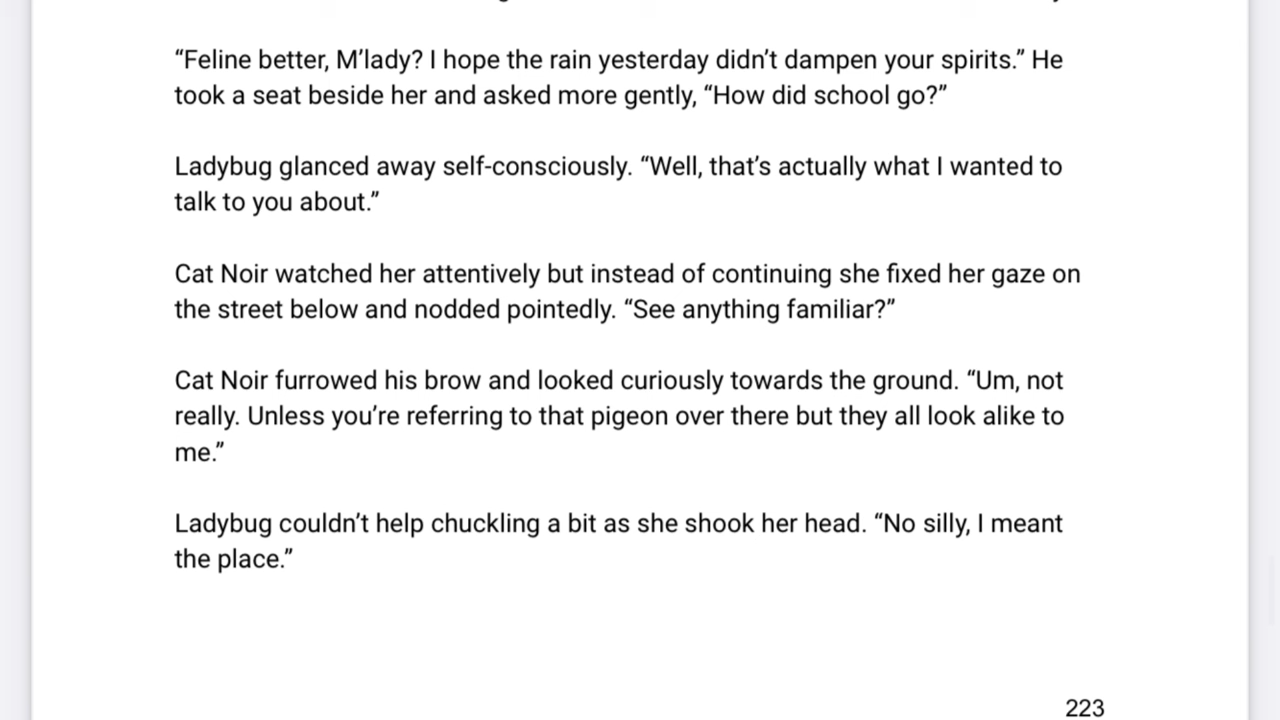 “Feline better, M’lady? I hope the rain yesterday didn’t dampen your spirits.” He
took a seat beside her and asked more gently, “How did school go?”
Ladybug glanced away self-consciously. “Well, that’s actually what I wanted to
talk to you about.”
Cat Noir watched her attentively but instead of continuing she fixed her gaze on
the street below and nodded pointedly. “See anything familiar?”
Cat Noir furrowed his brow and looked curiously towards the ground. “Um, not
really. Unless you’re referring to that pigeon over there but they all look alike to
me.”
Ladybug couldn’t help chuckling a bit as she shook her head. “No silly, I meant
the place.”
223